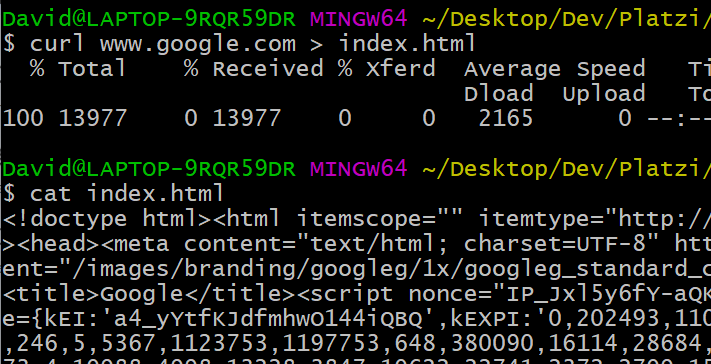 David@LAPTOP-9RQR59DR MINGW64 ~/Desktop/Dev/Platzi/
$ curl www.google.com > index.html
% Total % Received % Xferd Average Speed Ti
Dload Upload To
100 13977 0 13977 0 0 2165 0 --:--
David@LAPTOP-9RQR59DR MINGW64 ~/Desktop/Dev/Platzi/
$ cat index.html
<!doctype html><html itemscope="" itemtype="http://
><head><meta content="text/html; charset=UTF-8" htt
ent="/images/branding/googleg/1x/googleg_standard_c
<title>Google</title><script nonce="IP_Jxl5y6fY-aQK
e={kEI:'a4_yYtfKJdfmhwO144iQBQ',kEXPI:'0,202493,110
,246,5,5367,1123753,1197753,648,380090,16114,28684,